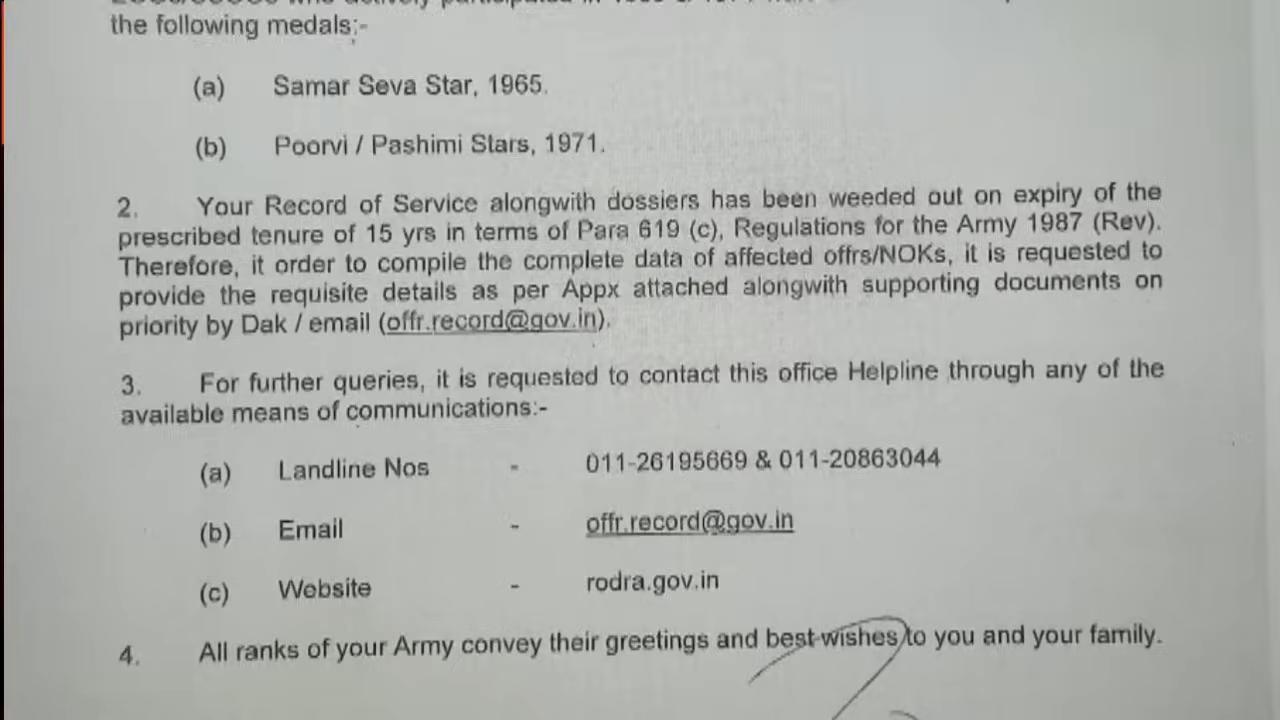 the following medals:-
(a) Samar Seva Star, 1965.
(b) Poorvi / Pashimi Stars, 1971.
2. Your Record of Service alongwith dossiers has been weeded out on expiry of the
prescribed tenure of 15 yrs in terms of Para 619 (c), Regulations for the Army 1987 (Rev).
Therefore, it order to compile the complete data of affected offrs/NOKs, it is requested to
provide the requisite details as per Appx attached alongwith supporting documents on
priority by Dak / email (offr.record@gov.in).
3. For further queries, it is requested to contact this office Helpline through any of the
available means of communications:-
(a) Landline Nos - 011-26195669 & 011-20863044
(b) Email - offr.record@gov.in
(c) Website - rodra.gov.in
4. All ranks of your Army convey their greetings and best wishes to you and your family.